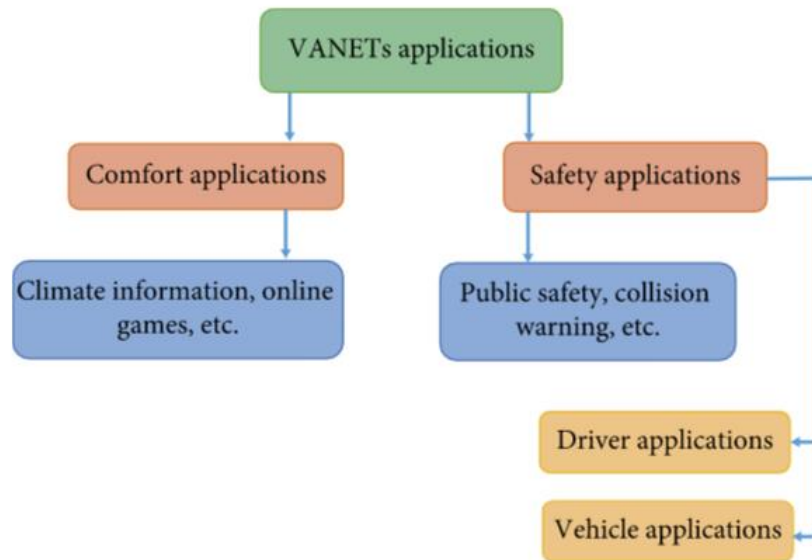 VANETs applications
Comfort applications
Safety applications
Climate information, online
games, etc.
Public safety, collision
warning, etc.
Driver applications
Vehicle applications